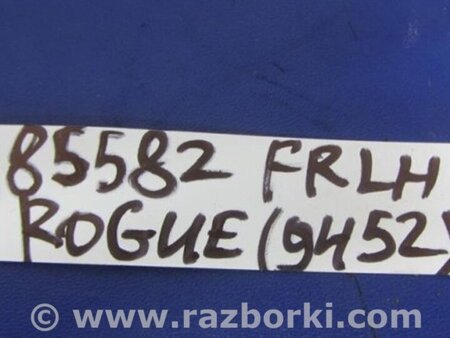 85582 FRLH
ROGUE (9452)
© www.razborki.com